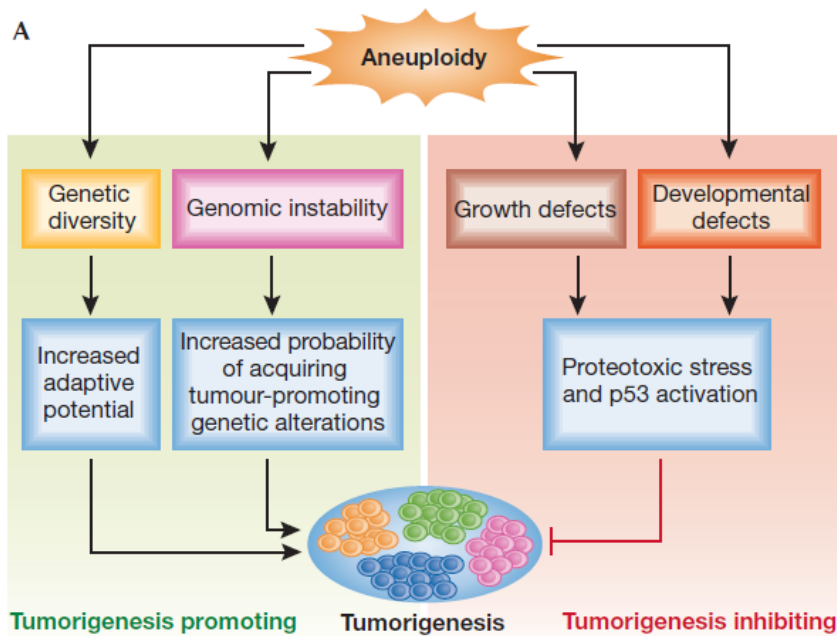 A
Aneuploidy
Genetic
diversity
Genomic instability
Growth defects
Developmental
defects
Increased
adaptive
potential
Increased probability
of acquiring
tumour-promoting
genetic alterations
Proteotoxic stress
and p53 activation
Tumorigenesis promoting
Tumorigenesis
Tumorigenesis inhibiting